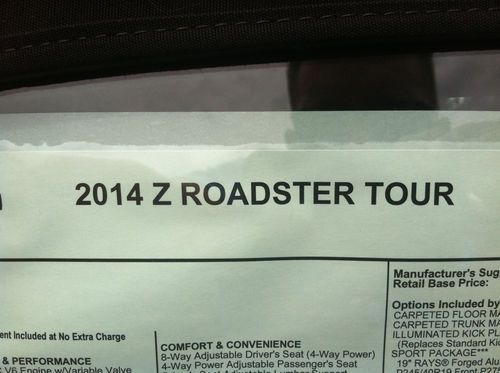 2014 Z ROADSTER TOUR
Manufacturer's Sug
Retail Base Price:
Options Included by
CARPETED FLOOR MA
CARPETED TRUNK MA
ILLUMINATED KICK PL
(Replaces Standard Ki
SPORT PACKAGE***
19" RAYS® Forged Alu
ent Included at No Extra Charge
& PERFORMANCE
V6 Engine w/Variable Valve
COMFORT & CONVENIENCE
8-Way Adjustable Driver's Seat (4-Way Power)
4-Way Power Adjustable Passenger's Seat